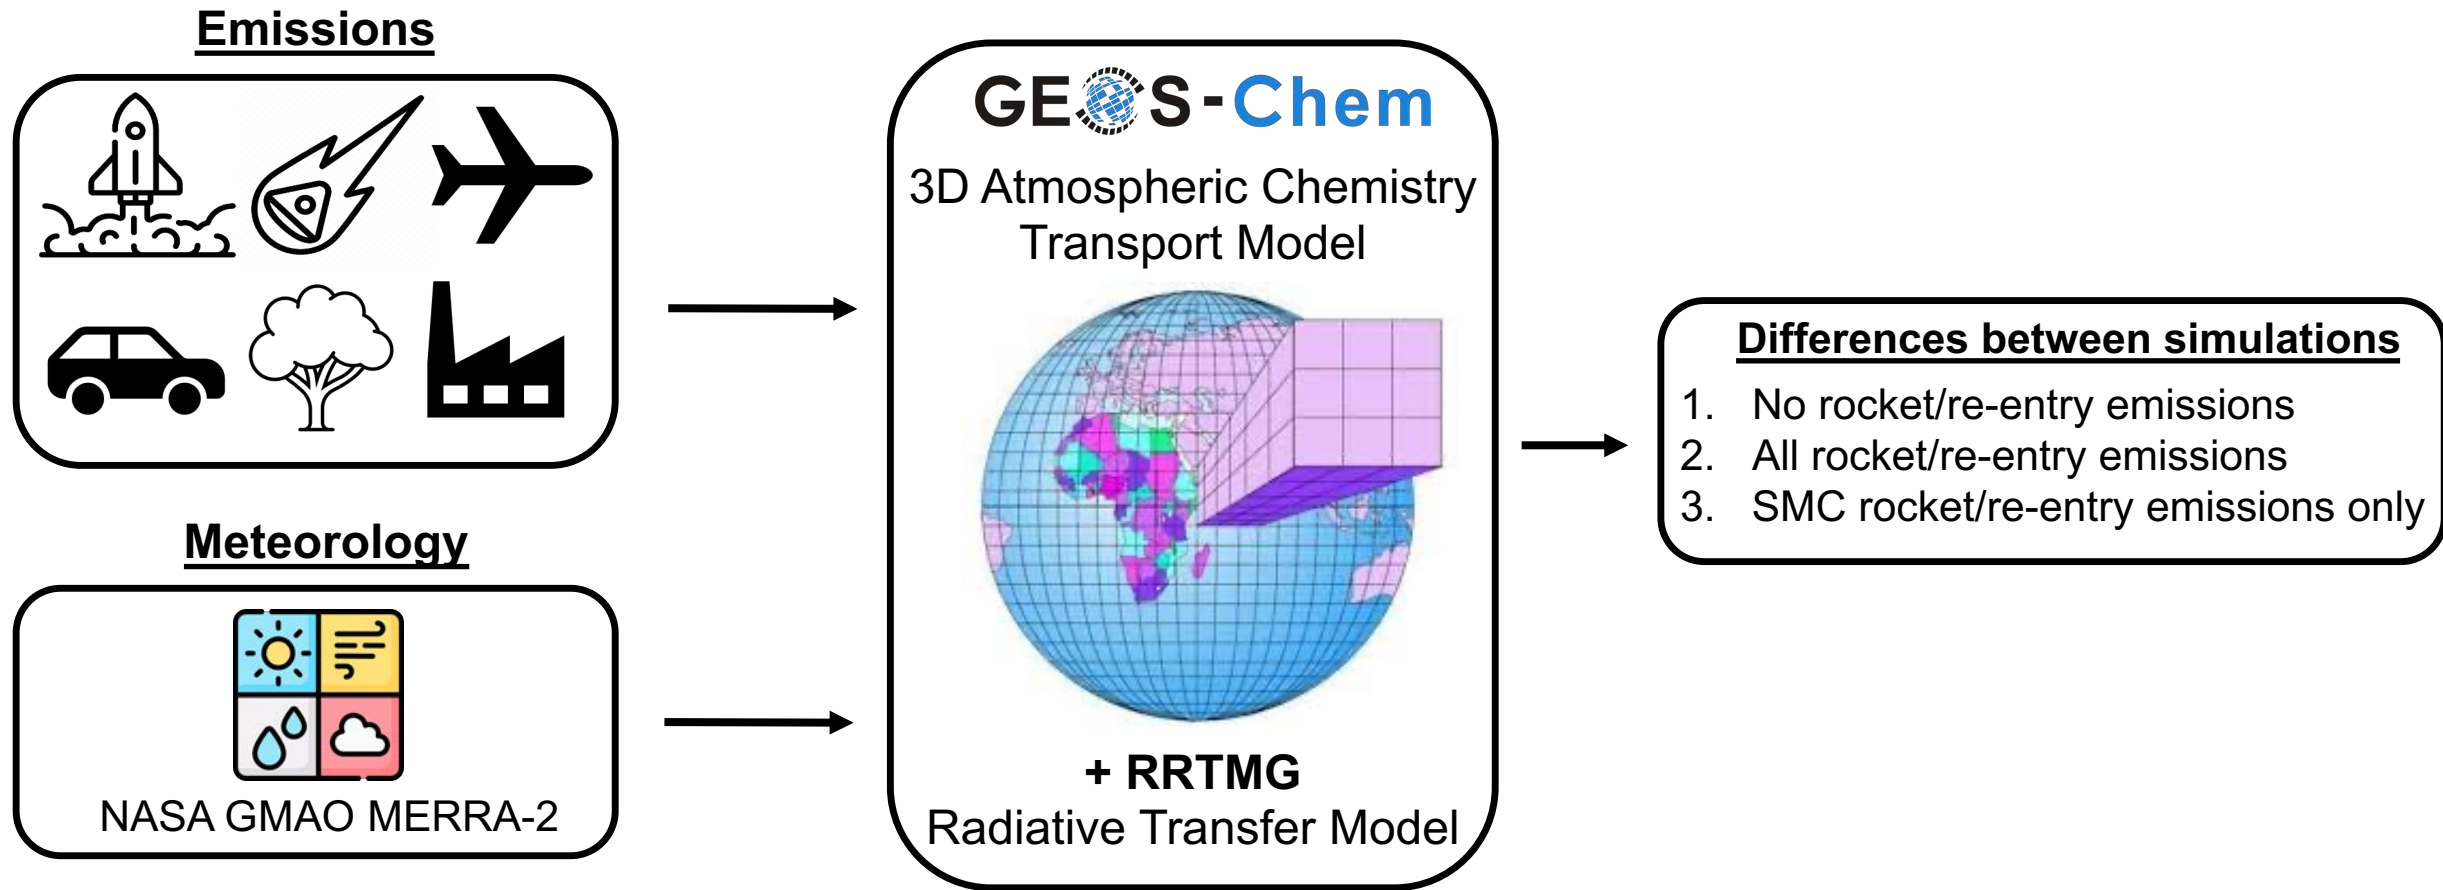 Emissions
Meteorology
NASA GMAO MERRA-2
GEOS-Chem
3D Atmospheric Chemistry
Transport Model
+ RRTMG
Radiative Transfer Model
Differences between simulations
1. No rocket/re-entry emissions
2. All rocket/re-entry emissions
3. SMC rocket/re-entry emissions only